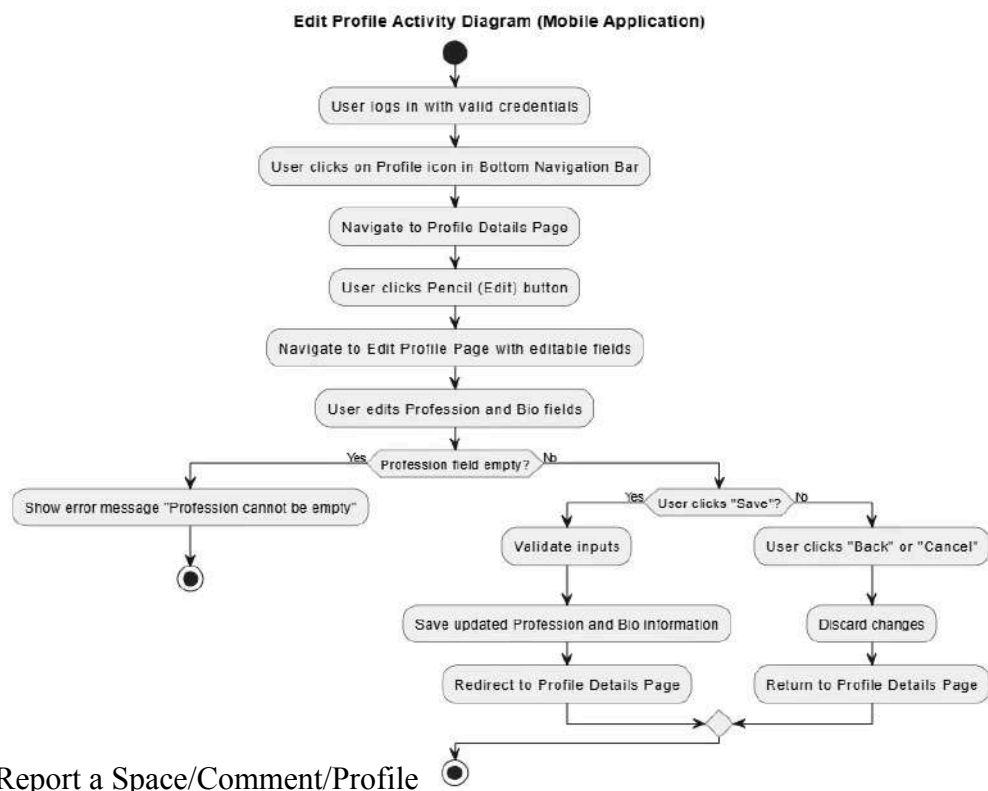 Edit Profile Activity Diagram (Mobile Application)
User logs in with valid credentials
User clicks on Profile icon in Bottom Navigation Bar
Navigate to Profile Details Page
User clicks Pencil (Edit) button
Navigate to Edit Profile Page with editable fields
User edits Profession and Bio fields
Yes
Profession field empty?
No
Show error message "Profession cannot be empty"
Yes
User clicks "Save"?
No
Validate inputs
User clicks "Back" or "Cancel"
Save updated Profession and Bio information
Discard changes
Redirect to Profile Details Page
Return to Profile Details Page
Report a Space/Comment/Profile